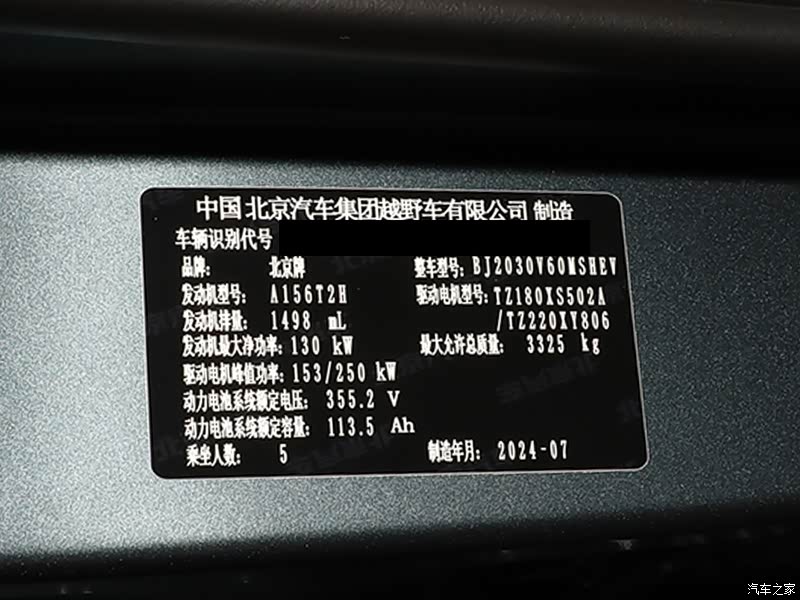 中国 北京汽车集团越野车有限公司 制造
车辆识别代号
品牌: 北京牌 整车型号: BJ2030V60MSHEV
发动机型号: A156T2H 驱动电机型号: TZ180XS502A
发动机排量: 1498 mL /TZ220XY806
发动机最大净功率: 130 kW 最大允许总质量: 3325 kg
驱动电机峰值功率: 153/250 kW
动力电池系统额定电压: 355.2 V
动力电池系统额定容量: 113.5 Ah
乘坐人数: 5 制造年月: 2024-07
汽车之家